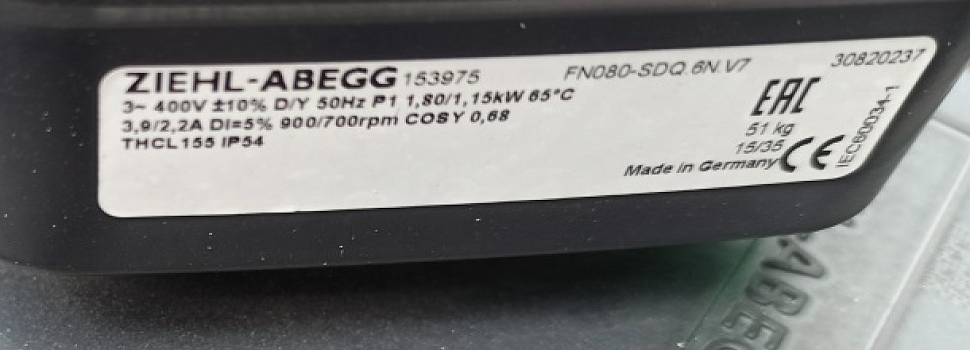 ZIEHL-ABEGG 153975 FN080-SDQ.6N.V7 30820237
3~ 400V ±10% D/Y 50Hz P1 1,80/1,15kW 65°C
3,9/2,2A DI=5% 900/700rpm COSY 0,68
THCL155 IP54
EAC
51 kg
15/35
Made in Germany CE
IEC60034-1
ABEG